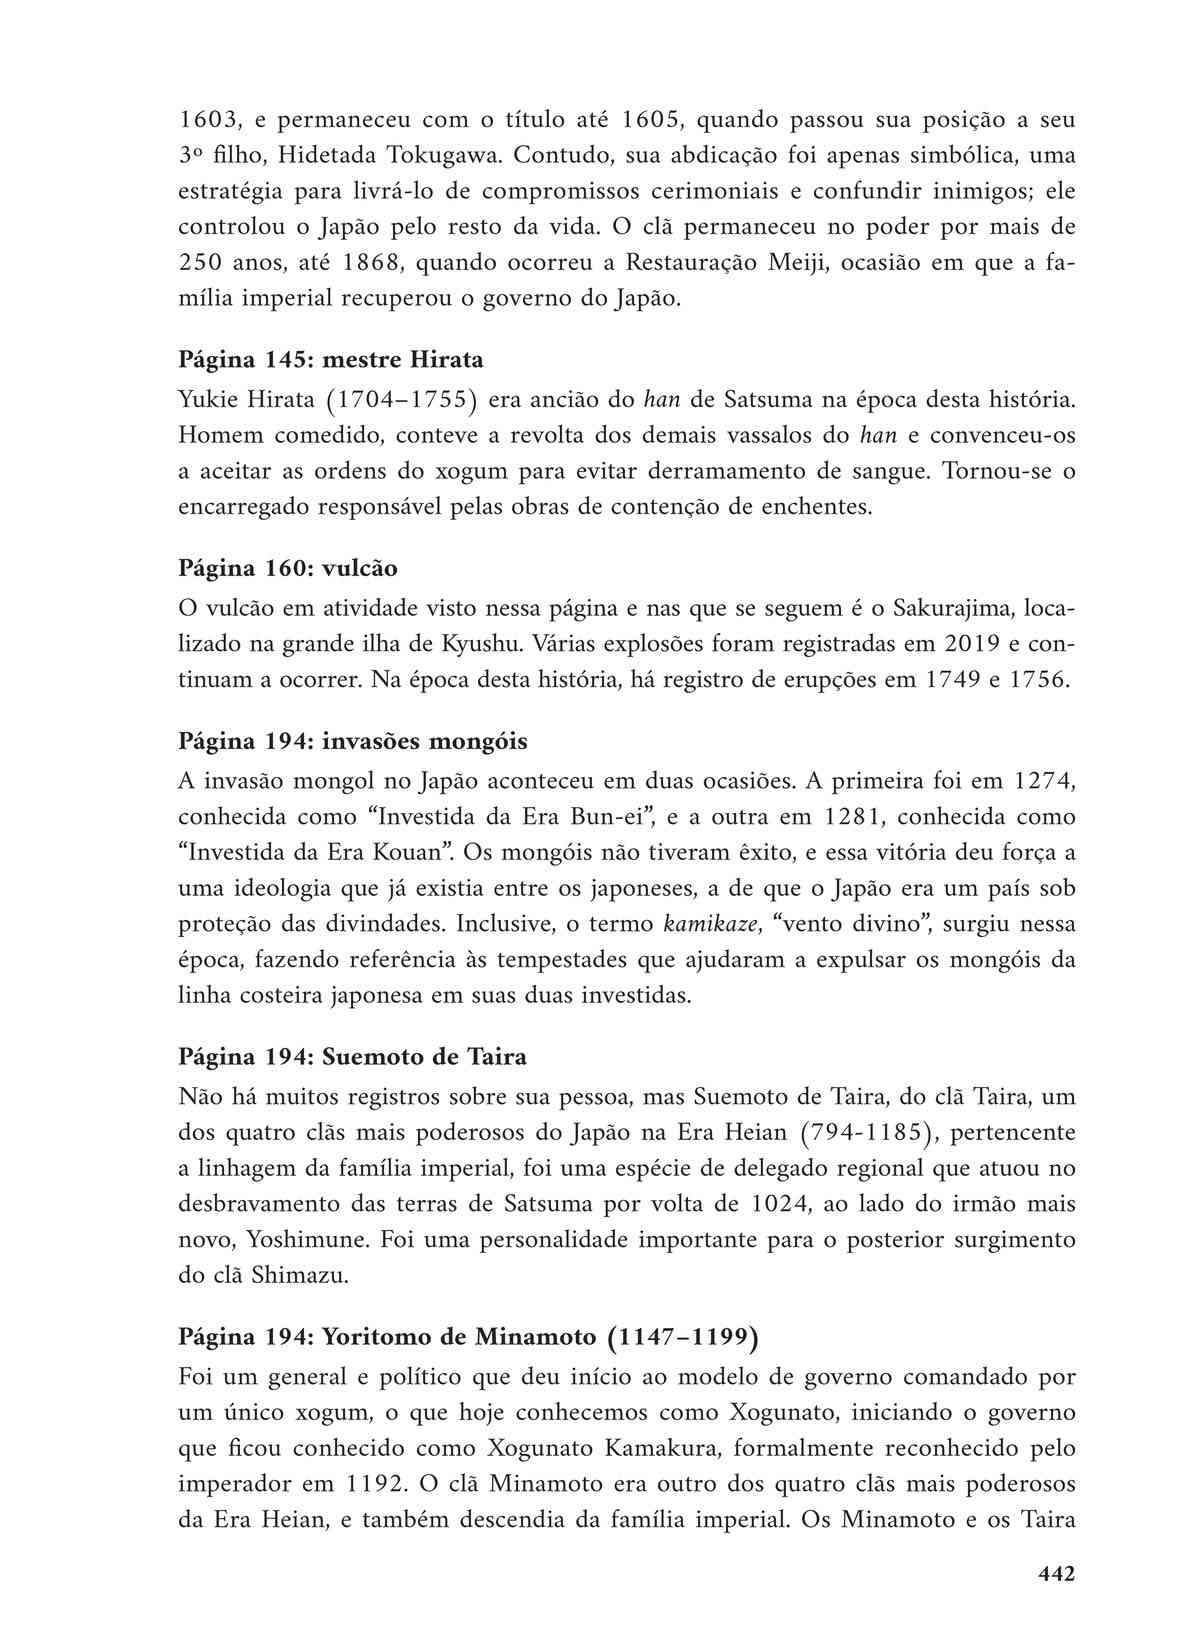 1603, e permaneceu com o título até 1605, quando passou sua posição a seu
3º filho, Hidetada Tokugawa. Contudo, sua abdicação foi apenas simbólica, uma
estratégia para livrá-lo de compromissos cerimoniais e confundir inimigos; ele
controlou o Japão pelo resto da vida. O clã permaneceu no poder por mais de
250 anos, até 1868, quando ocorreu a Restauração Meiji, ocasião em que a fa-
mília imperial recuperou o governo do Japão.
Página 145: mestre Hirata
Yukie Hirata (1704–1755) era ancião do han de Satsuma na época desta história.
Homem comedido, conteve a revolta dos demais vassalos do han e convenceu-os
a aceitar as ordens do xogum para evitar derramamento de sangue. Tornou-se o
encarregado responsável pelas obras de contenção de enchentes.
Página 160: vulcão
O vulcão em atividade visto nessa página e nas que se seguem é o Sakurajima, loca-
lizado na grande ilha de Kyushu. Várias explosões foram registradas em 2019 e con-
tinuam a ocorrer. Na época desta história, há registro de erupções em 1749 e 1756.
Página 194: invasões mongóis
A invasão mongol no Japão aconteceu em duas ocasiões. A primeira foi em 1274,
conhecida como “Investida da Era Bun-ei”, e a outra em 1281, conhecida como
“Investida da Era Kouan”. Os mongóis não tiveram êxito, e essa vitória deu força a
uma ideologia que já existia entre os japoneses, a de que o Japão era um país sob
proteção das divindades. Inclusive, o termo kamikaze, “vento divino”, surgiu nessa
época, fazendo referência às tempestades que ajudaram a expulsar os mongóis da
linha costeira japonesa em suas duas investidas.
Página 194: Suemoto de Taira
Não há muitos registros sobre sua pessoa, mas Suemoto de Taira, do clã Taira, um
dos quatro clãs mais poderosos do Japão na Era Heian (794-1185), pertencente
a linhagem da família imperial, foi uma espécie de delegado regional que atuou no
desbravamento das terras de Satsuma por volta de 1024, ao lado do irmão mais
novo, Yoshimune. Foi uma personalidade importante para o posterior surgimento
do clã Shimazu.
Página 194: Yoritomo de Minamoto (1147–1199)
Foi um general e político que deu início ao modelo de governo comandado por
um único xogum, o que hoje conhecemos como Xogunato, iniciando o governo
que ficou conhecido como Xogunato Kamakura, formalmente reconhecido pelo
imperador em 1192. O clã Minamoto era outro dos quatro clãs mais poderosos
da Era Heian, e também descendia da família imperial. Os Minamoto e os Taira
442